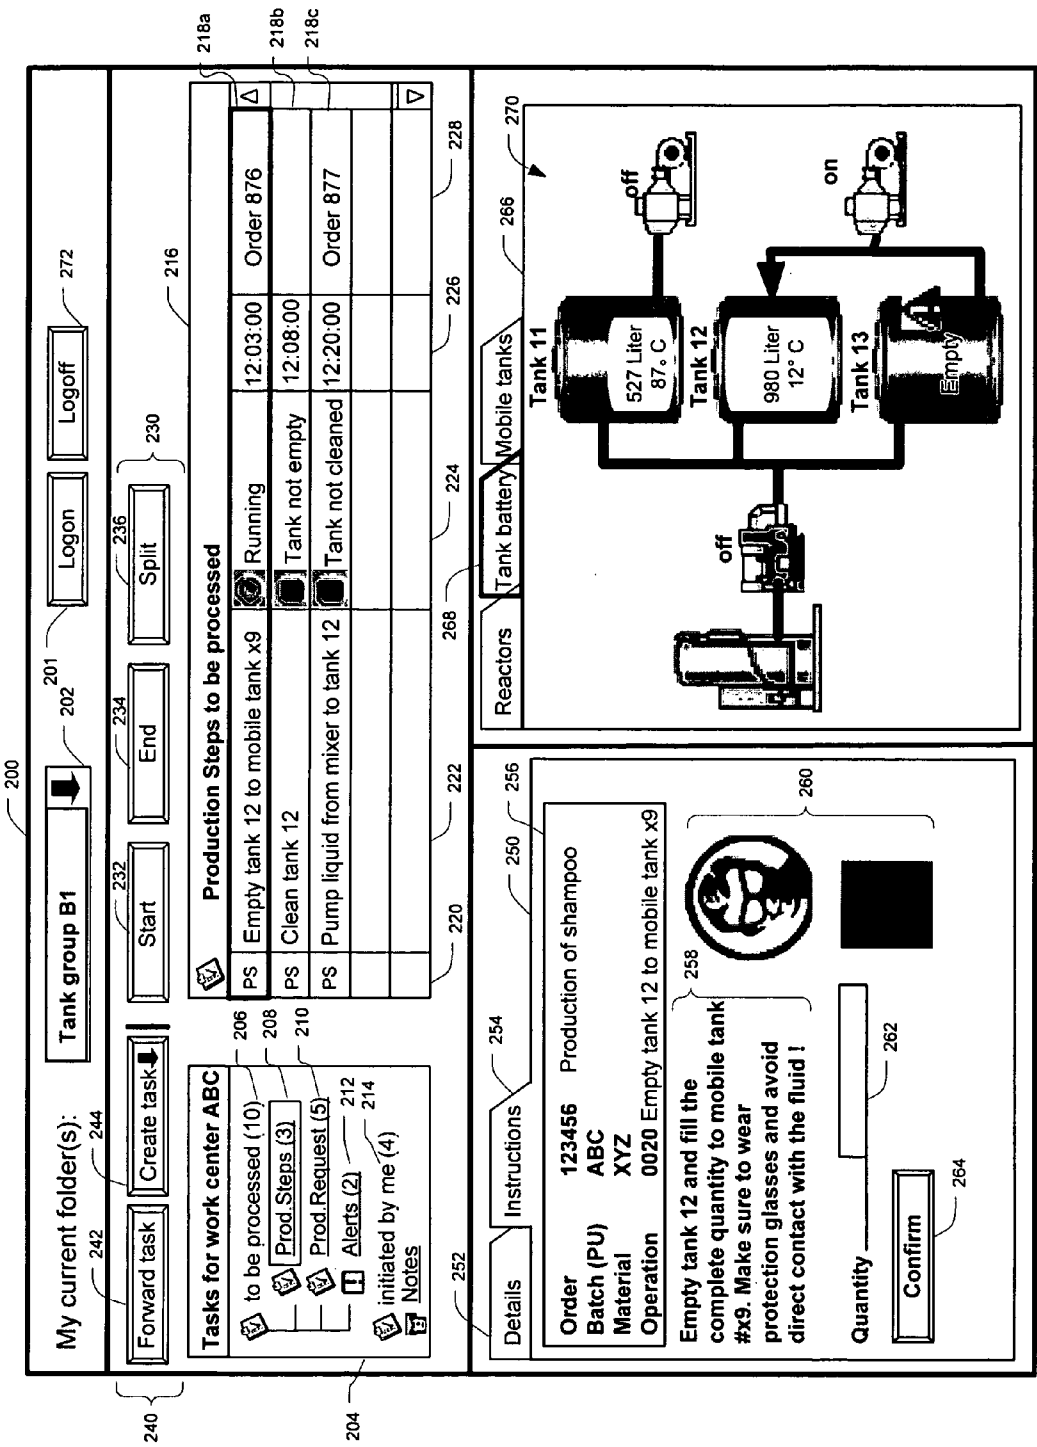 200
My current folder(s):
Tank group B1
202
201
Logon
Logoff
272
240
242
Forward task
244
Create task
232
Start
234
End
236
Split
230
216
Tasks for work center ABC
to be processed (10)
206
Prod.Steps (3)
208
Prod.Request (5)
210
Alerts (2)
212
initiated by me (4)
214
Notes
204
Production Steps to be processed
PS Empty tank 12 to mobile tank x9 Running 12:03:00 Order 876
218a
PS Clean tank 12 Tank not empty 12:08:00
218b
PS Pump liquid from mixer to tank 12 Tank not cleaned 12:20:00 Order 877
218c
220
222
224
226
228
252
Details
Instructions
254
250
256
Order 123456 Production of shampoo
Batch (PU) ABC
Material XYZ
Operation 0020 Empty tank 12 to mobile tank x9
Empty tank 12 and fill the
complete quantity to mobile tank
#x9. Make sure to wear
protection glasses and avoid
direct contact with the fluid !
258
260
Quantity
262
Confirm
264
Reactors
Tank battery
268
Mobile tanks
266
270
Tank 11
527 Liter
87° C
off
Tank 12
980 Liter
12° C
off
Tank 13
Empty
on